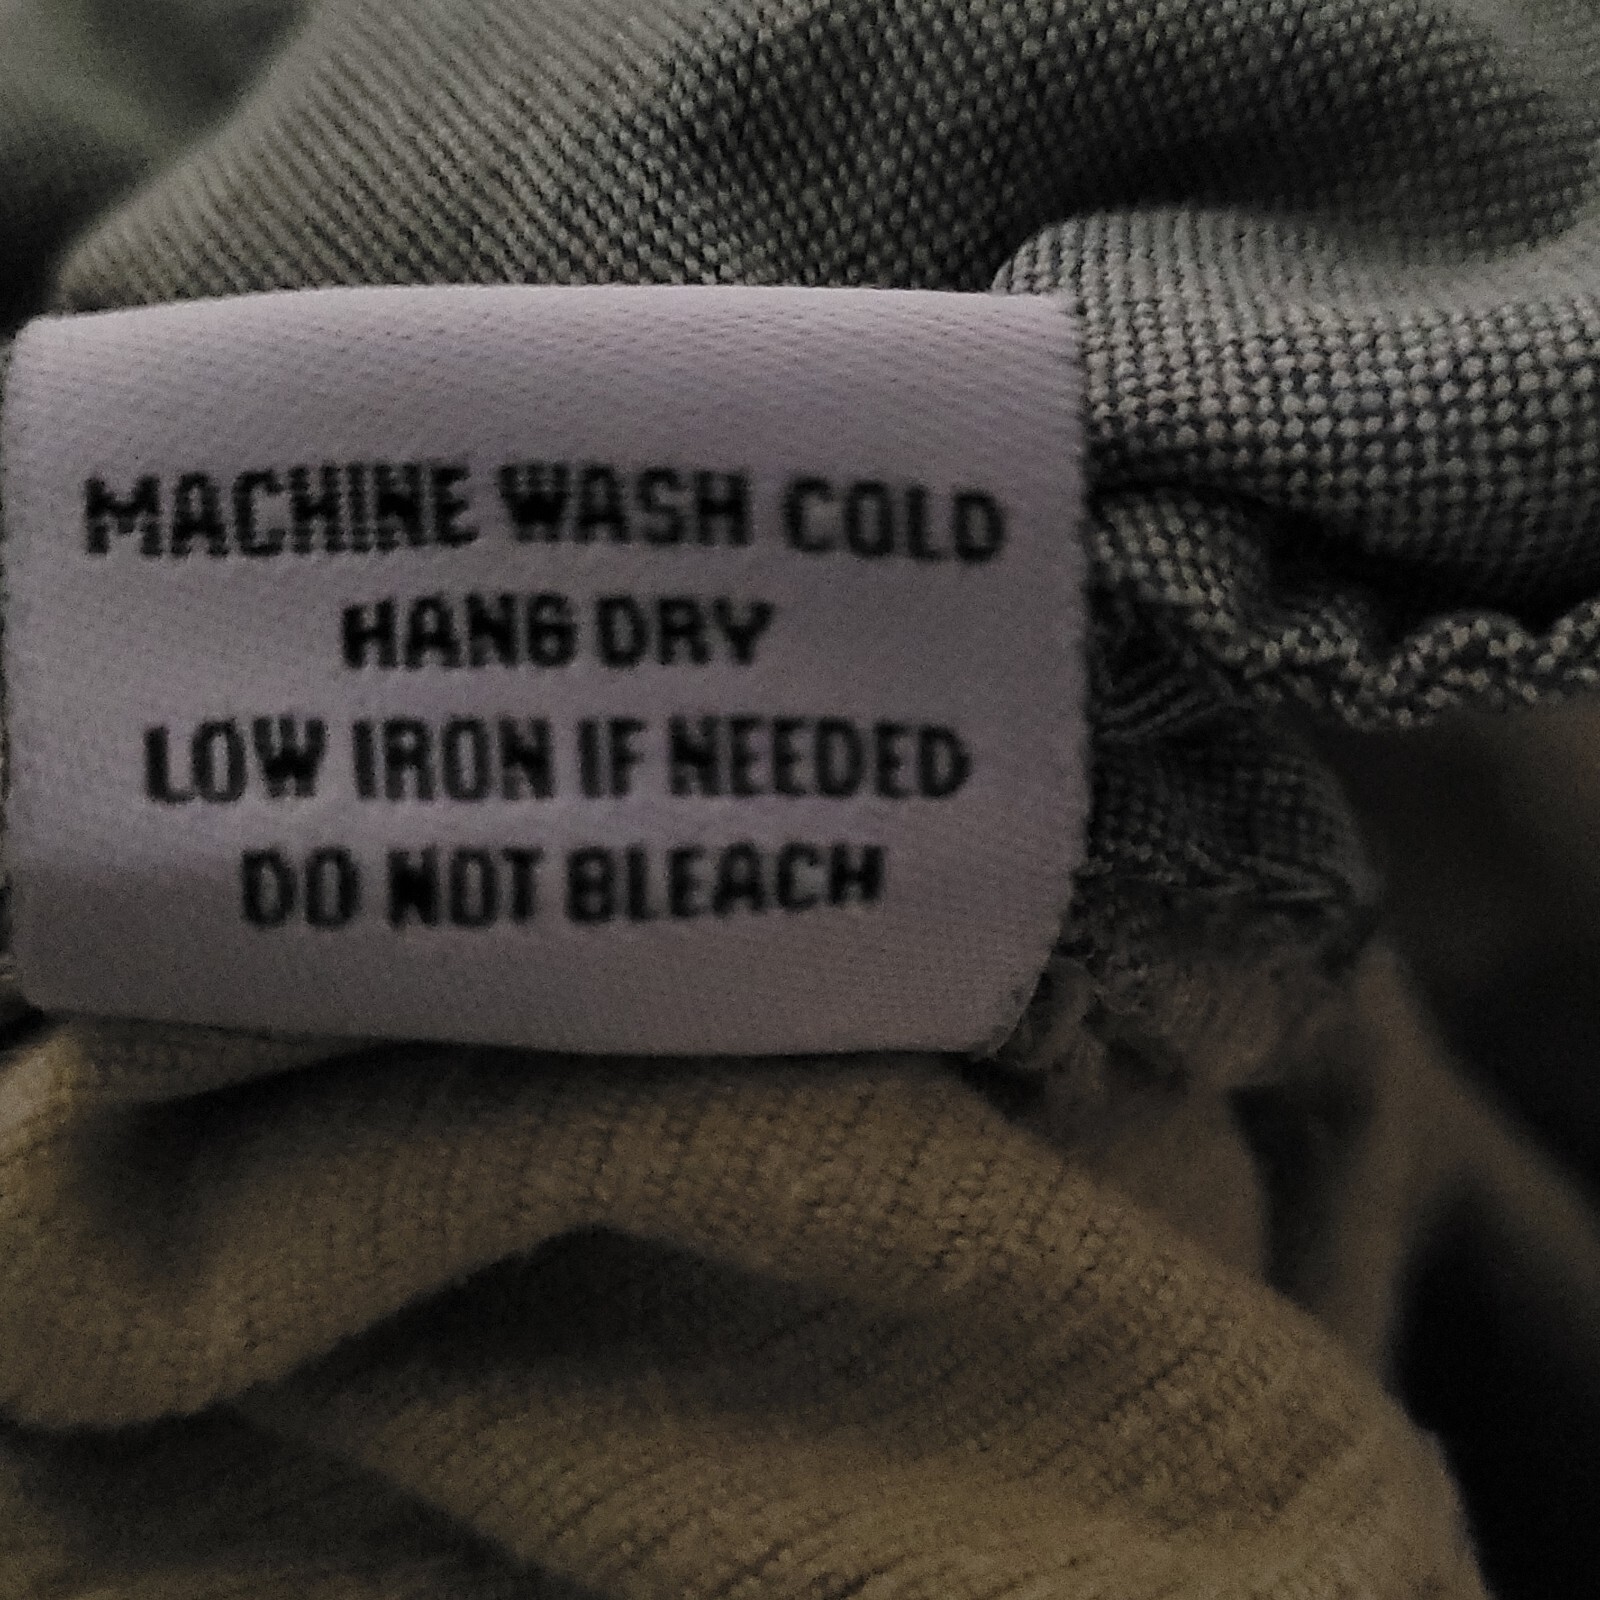 MACHINE WASH COLD
HANG DRY
LOW IRON IF NEEDED
DO NOT BLEACH